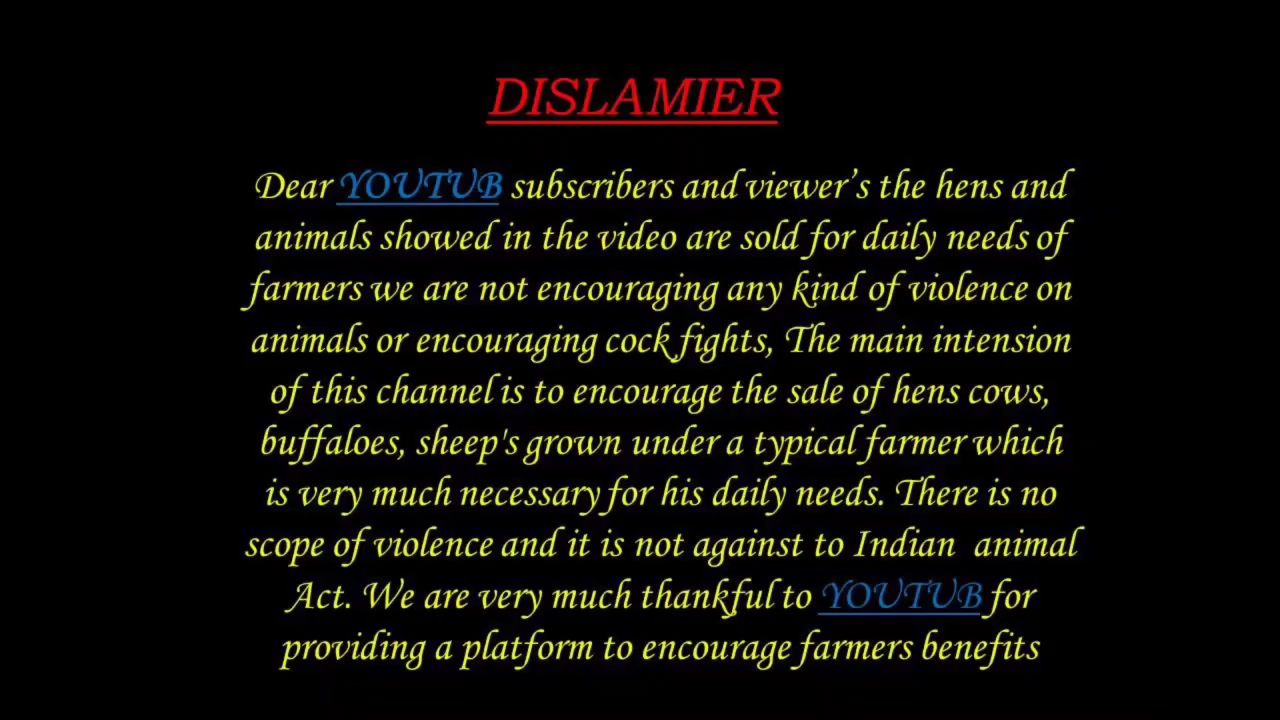 DISLAMIER
Dear YOUTUB subscribers and viewer’s the hens and
animals showed in the video are sold for daily needs of
farmers we are not encouraging any kind of violence on
animals or encouraging cock fights, The main intension
of this channel is to encourage the sale of hens cows,
buffaloes, sheep's grown under a typical farmer which
is very much necessary for his daily needs. There is no
scope of violence and it is not against to Indian  animal
Act. We are very much thankful to YOUTUB for
providing a platform to encourage farmers benefits